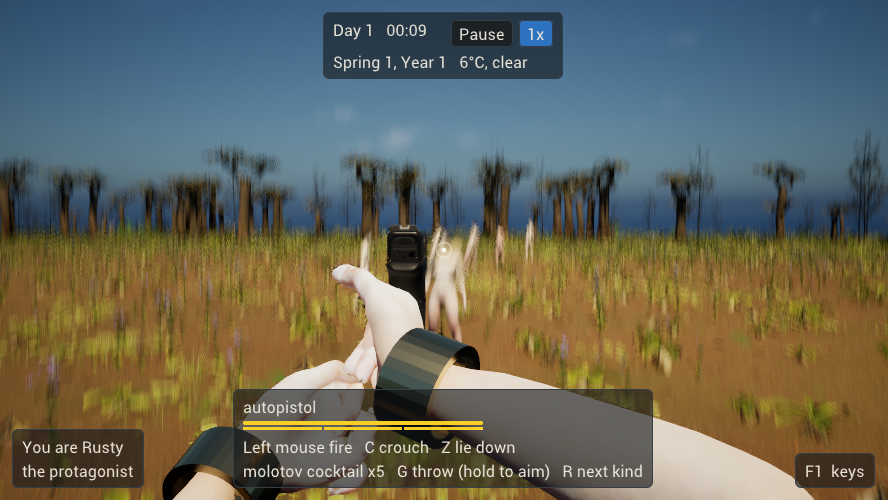 Day 1 00:09 Pause 1x
Spring 1, Year 1 6°C, clear
autopistol
Left mouse fire C crouch Z lie down
molotov cocktail x5 G throw (hold to aim) R next kind
You are Rusty
the protagonist
F1 keys